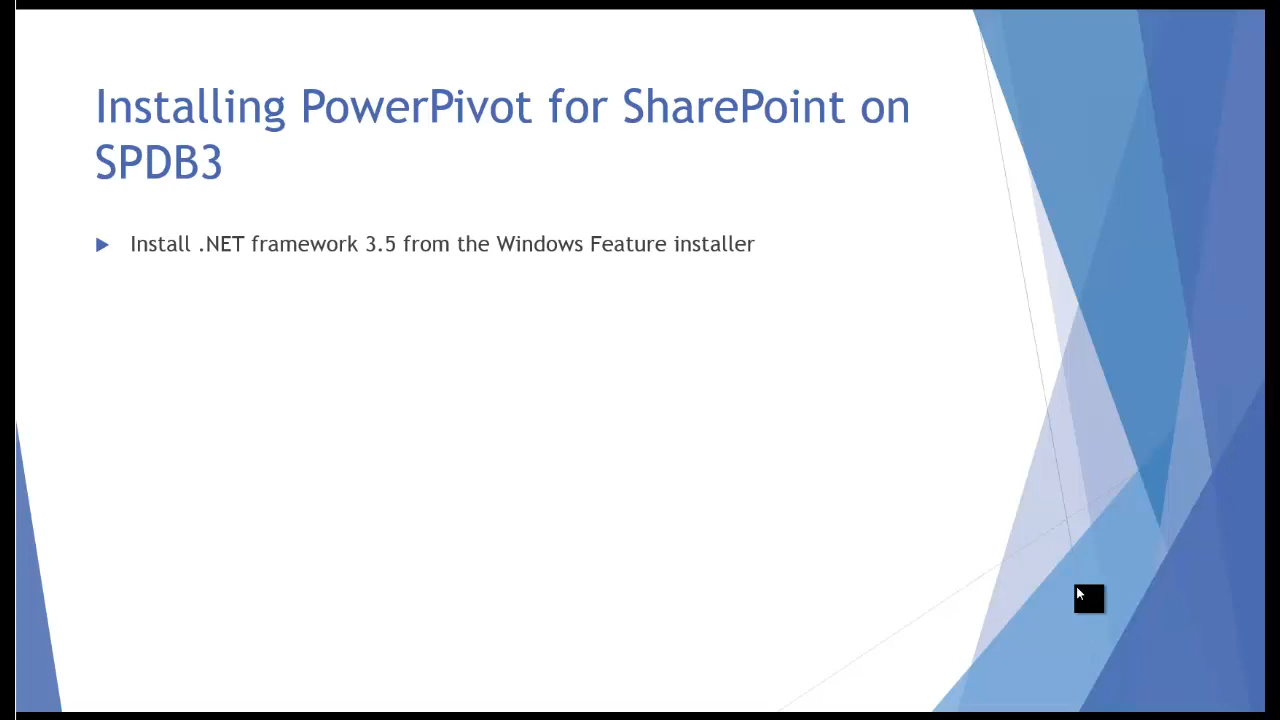 Installing PowerPivot for SharePoint on
SPDB3
Install .NET framework 3.5 from the Windows Feature installer